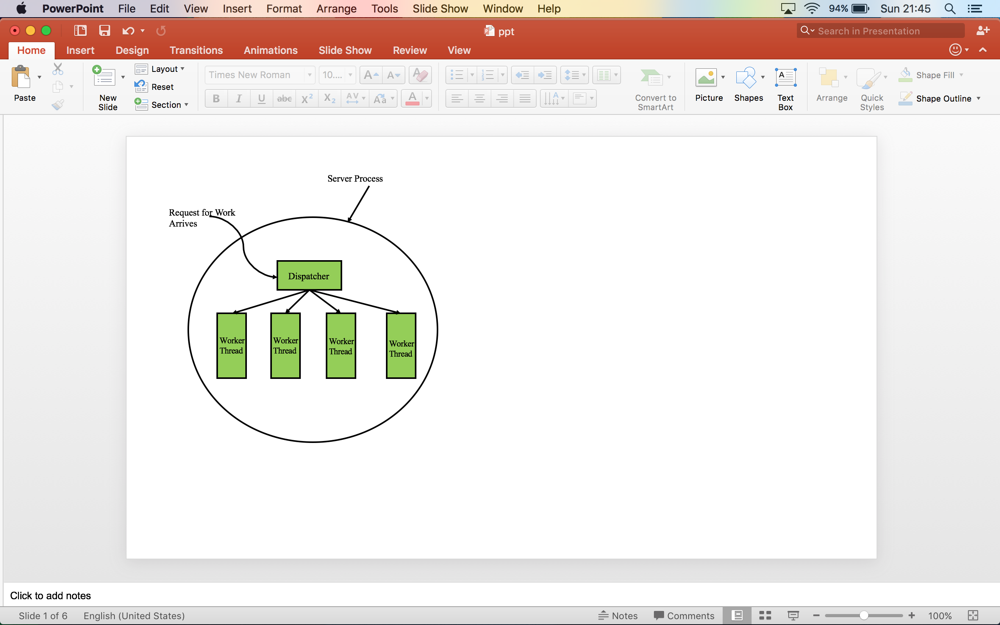 PowerPoint File Edit View Insert Format Arrange Tools Slide Show Window Help 94% Sun 21:45
ppt
Search in Presentation
Home Insert Design Transitions Animations Slide Show Review View
Paste
New Slide
Layout
Reset
Section
Times New Roman 10....
B I U abc X² X₂ AV Aa A
Convert to
SmartArt
Picture
Shapes
Text
Box
Arrange
Quick
Styles
Shape Fill
Shape Outline
Server Process
Request for Work
Arrives
Dispatcher
Worker
Thread
Worker
Thread
Worker
Thread
Worker
Thread
Click to add notes
Slide 1 of 6 English (United States) Notes Comments 100%